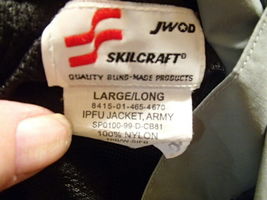 JWOD
SKILCRAFT®
QUALITY BLIND-MADE PRODUCTS
LARGE/LONG
8415-01-465-4670
IPFU JACKET, ARMY
SP0100-99-D-CB81
100% NYLON